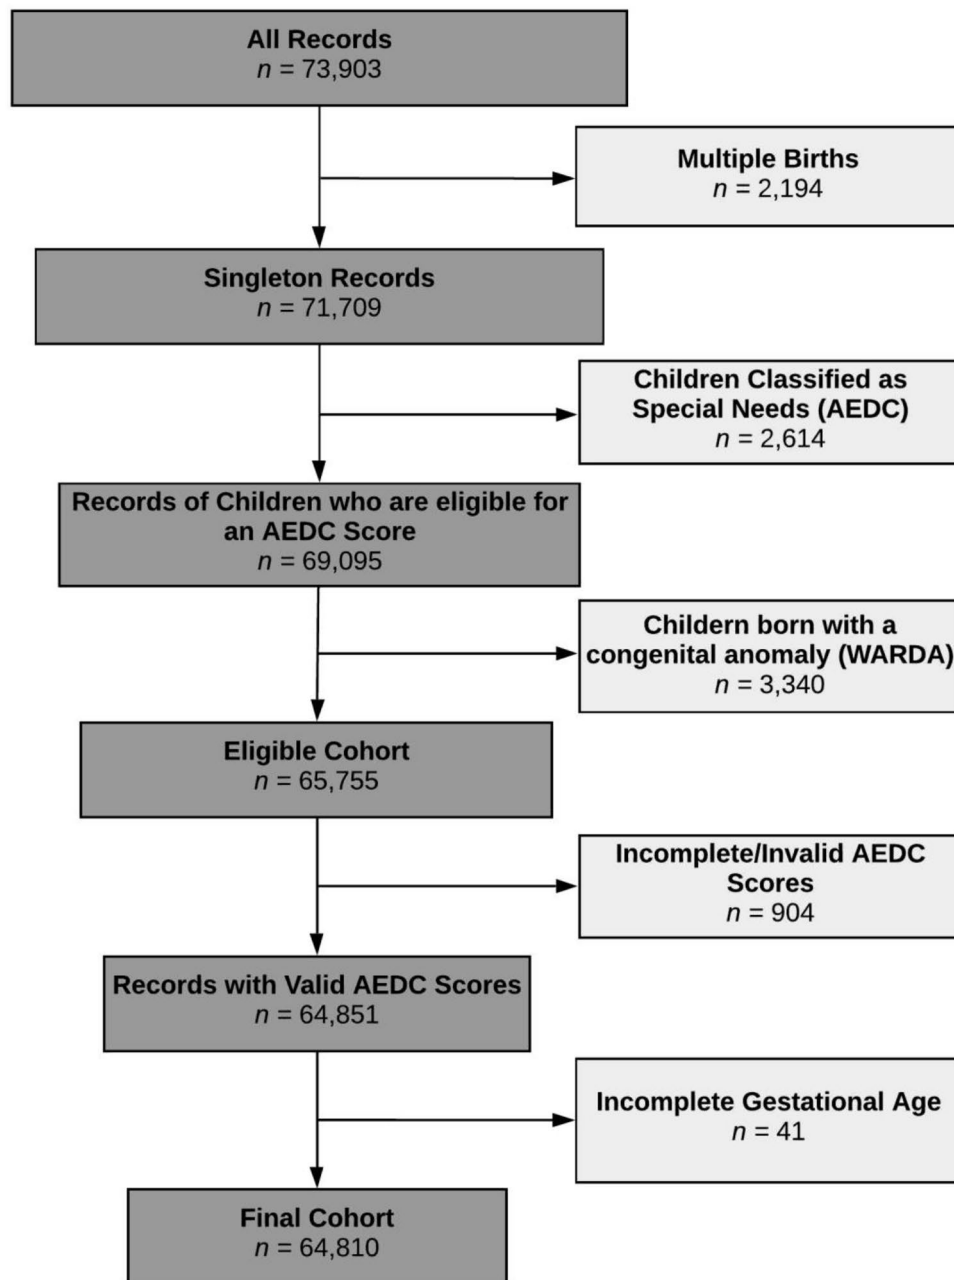 All Records
n = 73,903
Multiple Births
n = 2,194
Singleton Records
n = 71,709
Children Classified as
Special Needs (AEDC)
n = 2,614
Records of Children who are eligible for
an AEDC Score
n = 69,095
Childern born with a
congenital anomaly (WARDA)
n = 3,340
Eligible Cohort
n = 65,755
Incomplete/Invalid AEDC
Scores
n = 904
Records with Valid AEDC Scores
n = 64,851
Incomplete Gestational Age
n = 41
Final Cohort
n = 64,810